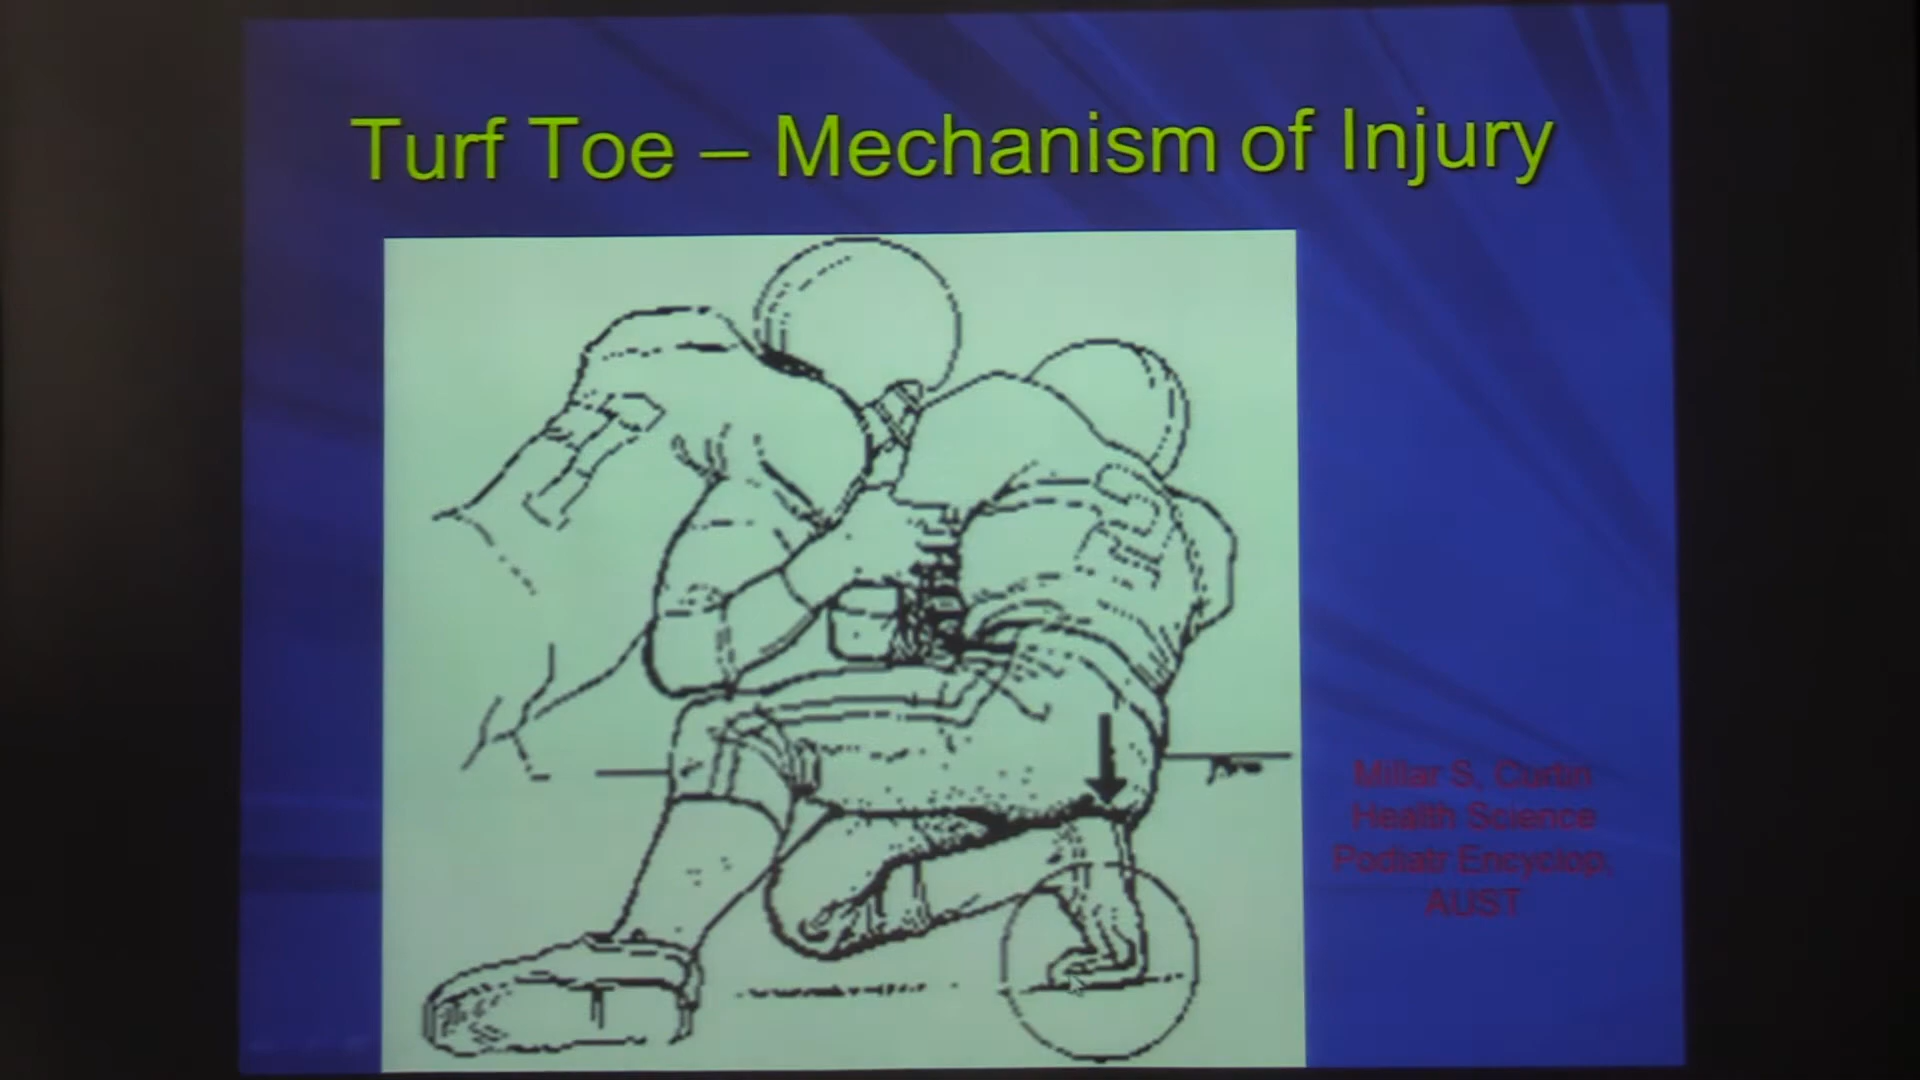 Turf Toe – Mechanism of Injury
Millar S, Curtin
Health Science
Podiatr Encyclop,
AUST